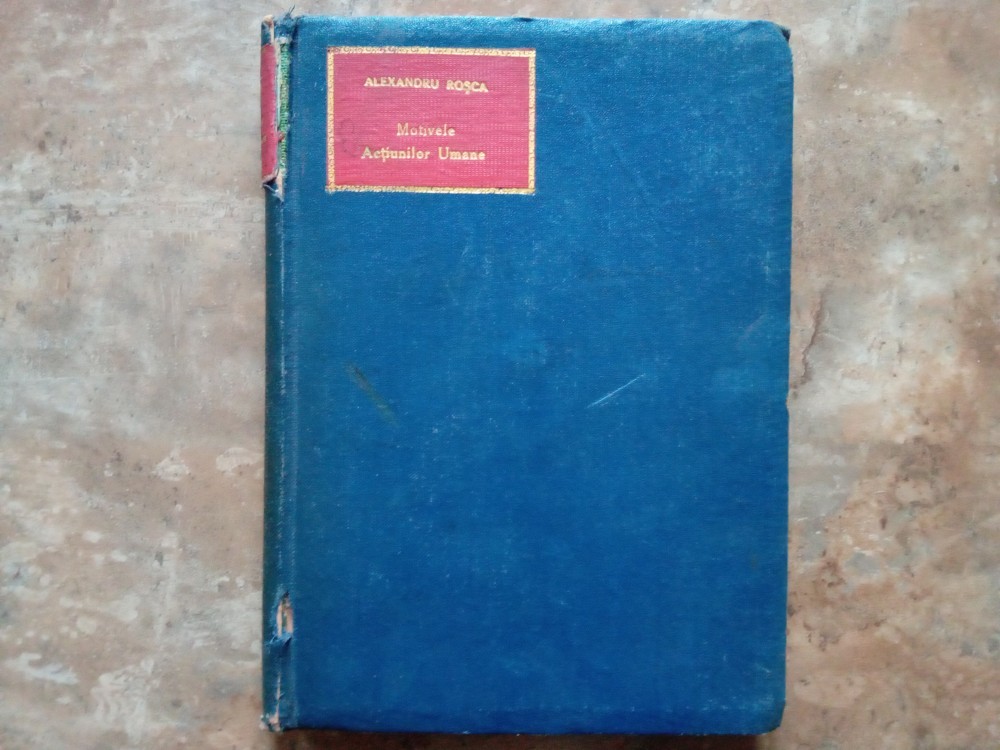 ALEXANDRU ROȘCA
Motivele
Acțiunilor Umane